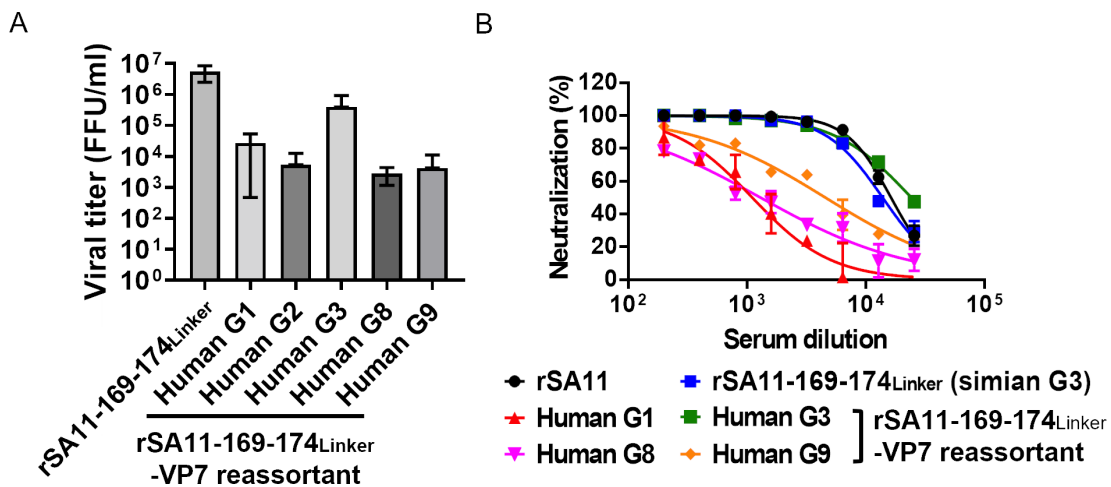 A
Viral titer (FFU/ml)
10⁷
10⁶
10⁵
10⁴
10³
10²
10¹
10⁰
rSA11-169-174Linker
Human G1
Human G2
Human G3
Human G8
Human G9
rSA11-169-174Linker
-VP7 reassortant
B
Neutralization (%)
120
100
80
60
40
20
0
10² 10³ 10⁴ 10⁵
Serum dilution
rSA11
rSA11-169-174Linker (simian G3)
Human G1
Human G3
Human G8
Human G9
rSA11-169-174Linker
-VP7 reassortant